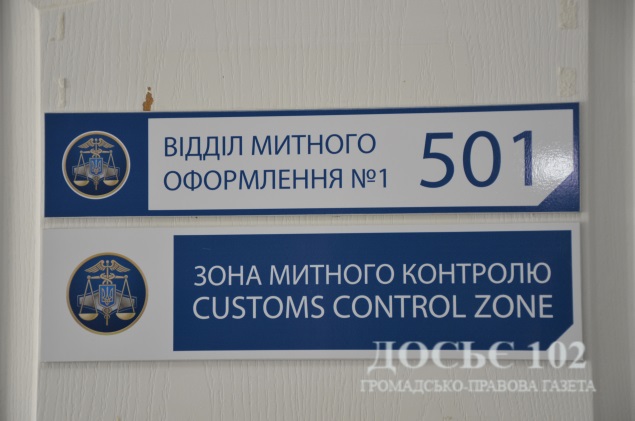 ВІДДІЛ МИТНОГО
ОФОРМЛЕННЯ №1
501
ЗОНА МИТНОГО КОНТРОЛЮ
CUSTOMS CONTROL ZONE
ДОСЬЄ 102
ГРОМАДСЬКО-ПРАВОВА ГАЗЕТА